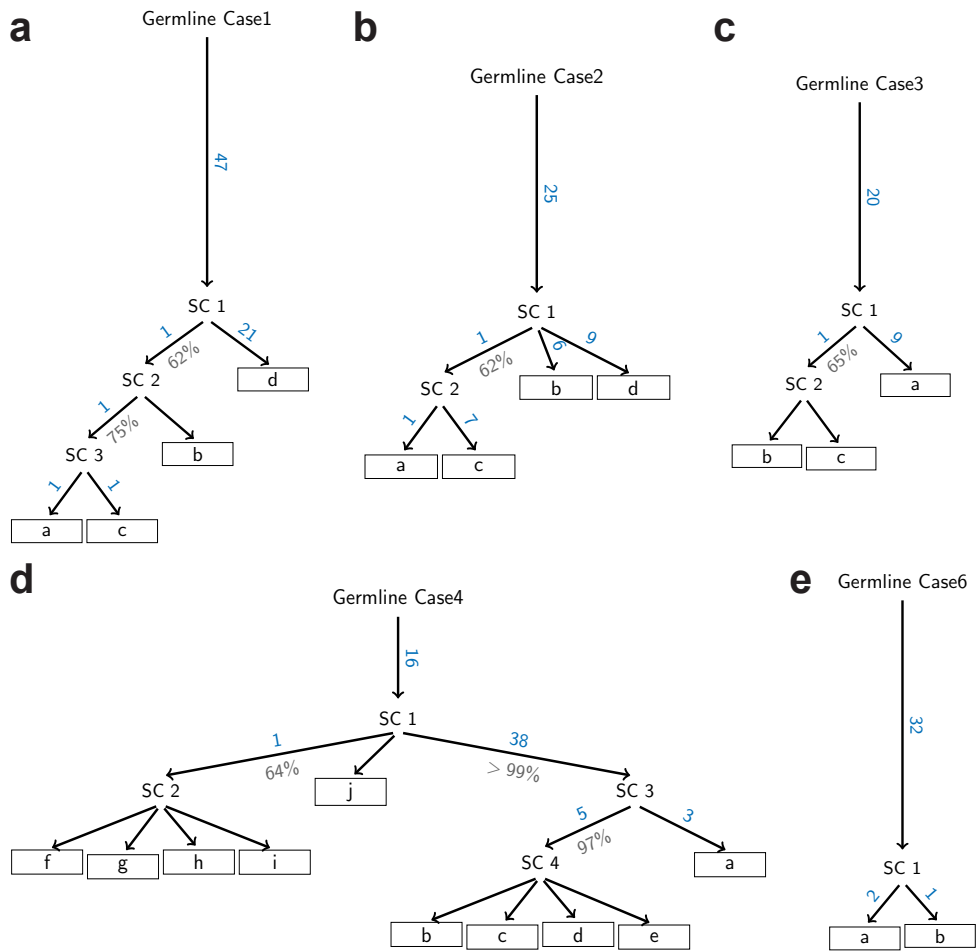 a
Germline Case1
47
SC 1
1
21
62%
SC 2
d
1
75%
SC 3
b
1
1
a
c
b
Germline Case2
25
SC 1
1
6
9
62%
SC 2
b
d
1
7
a
c
c
Germline Case3
20
SC 1
1
9
65%
SC 2
a
b
c
d
Germline Case4
16
SC 1
1
38
64%
> 99%
j
SC 2
SC 3
5
3
97%
f
g
h
i
SC 4
a
b
c
d
e
e
Germline Case6
32
SC 1
2
1
a
b